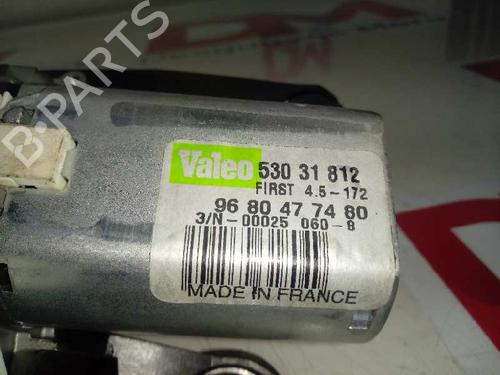 Valeo 530 31 812
FIRST 4.5-172
96 80 47 74 80
3/N-00025 060-8
MADE IN FRANCE
B-PARTS